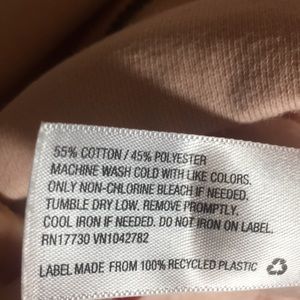 55% COTTON / 45% POLYESTER
MACHINE WASH COLD WITH LIKE COLORS.
ONLY NON-CHLORINE BLEACH IF NEEDED.
TUMBLE DRY LOW. REMOVE PROMPTLY.
COOL IRON IF NEEDED. DO NOT IRON ON LABEL.
RN17730 VN1042782
LABEL MADE FROM 100% RECYCLED PLASTIC